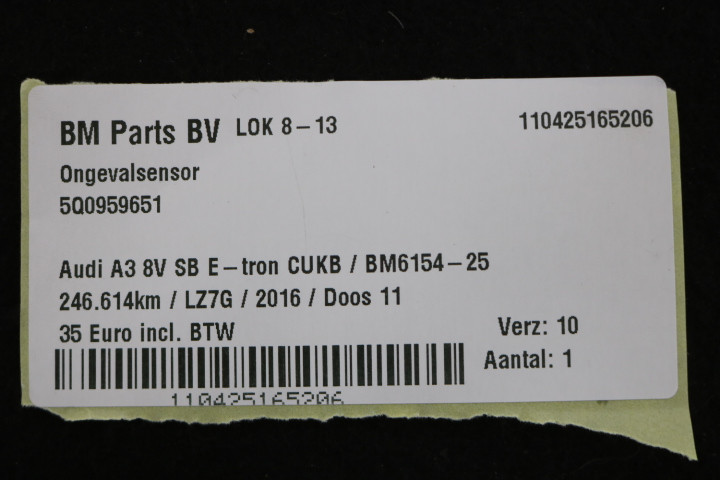 BM Parts BV LOK 8-13 110425165206
Ongevalsensor
5Q0959651
Audi A3 8V SB E-tron CUKB / BM6154-25
246.614km / LZ7G / 2016 / Doos 11
35 Euro incl. BTW Verz: 10
Aantal: 1
110425165206